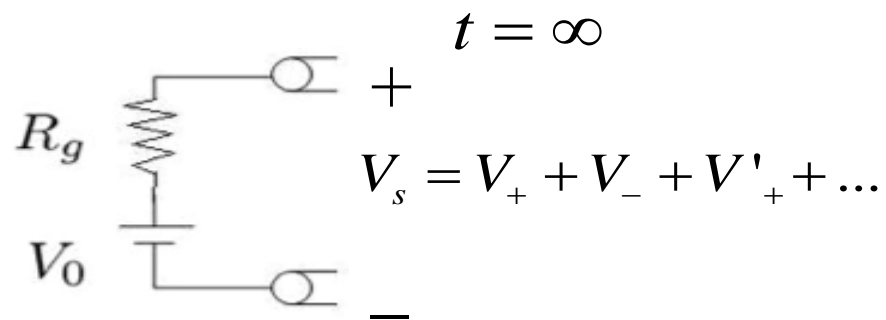 t = ∞
+
R_g
V_s = V_+ + V_- + V'_+ + ...
V_0
−